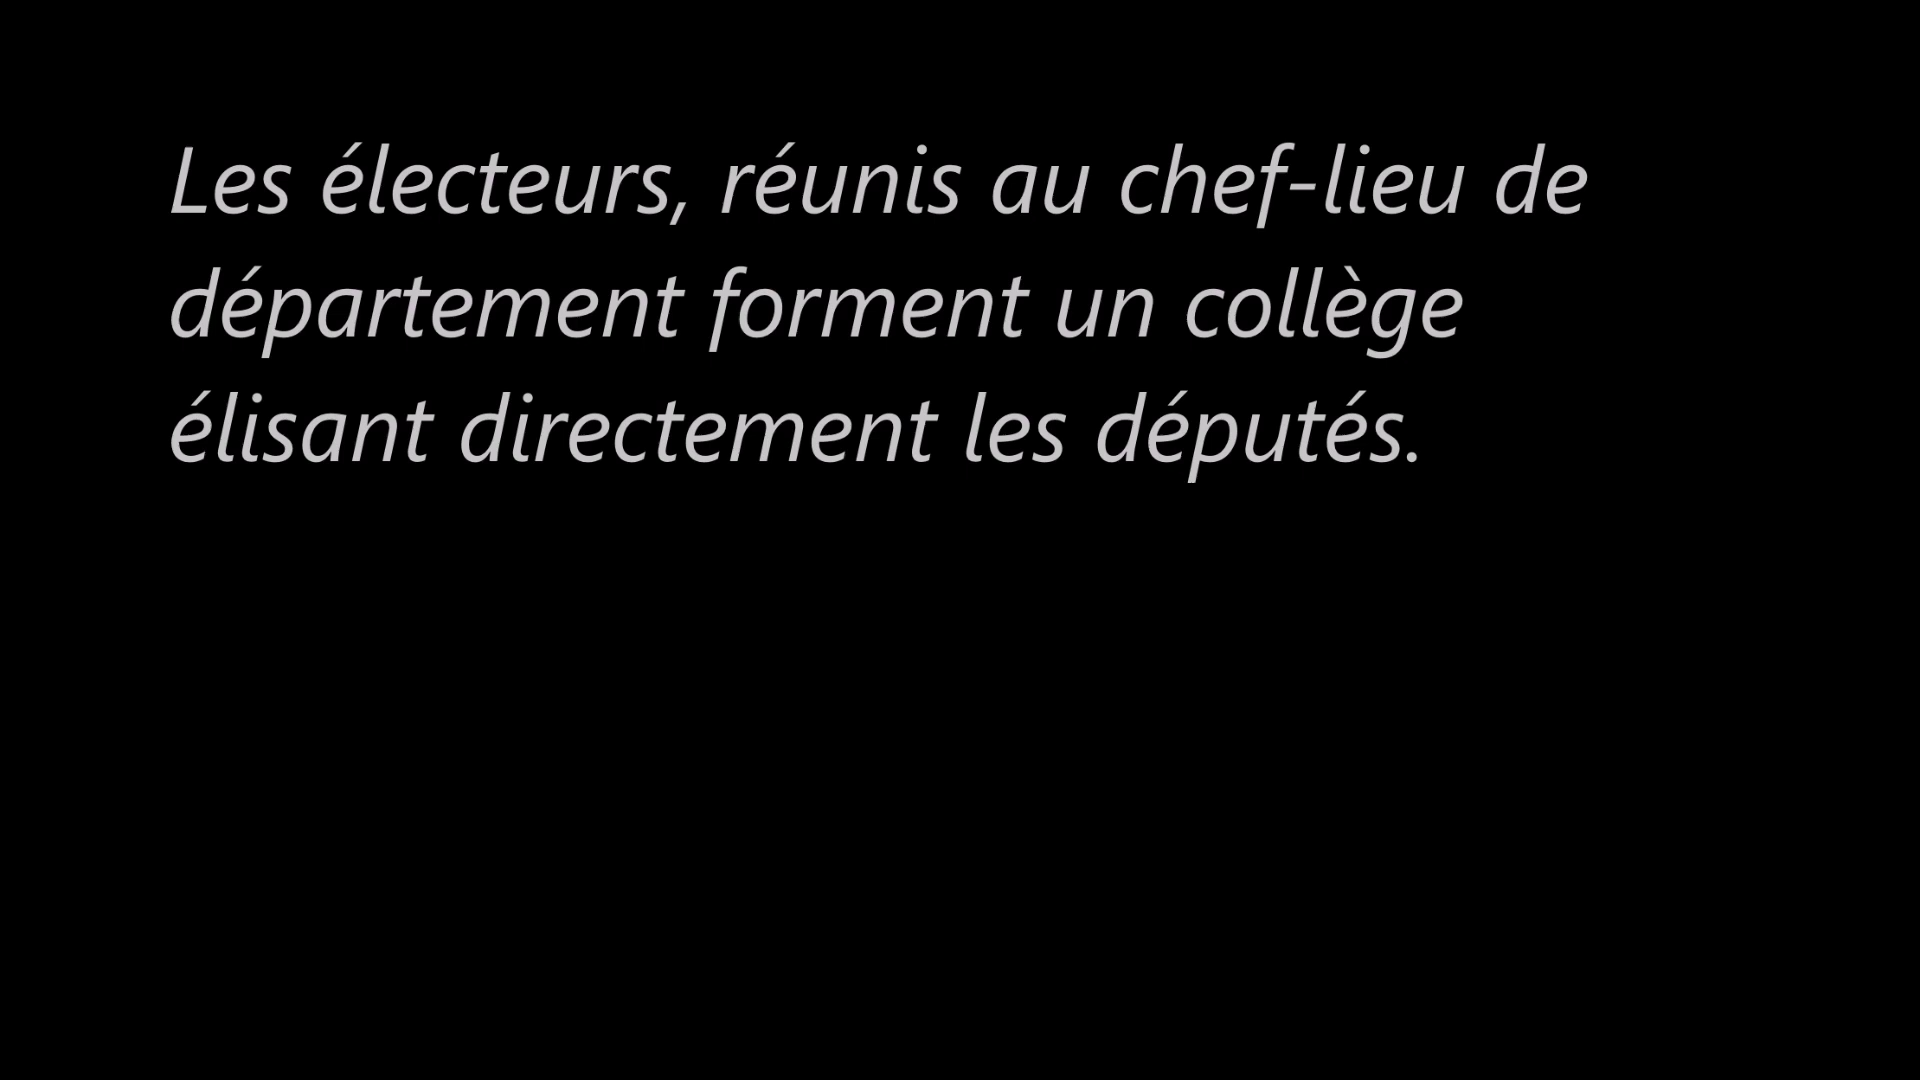 Les électeurs, réunis au chef-lieu de
département forment un collège
élisant directement les députés.